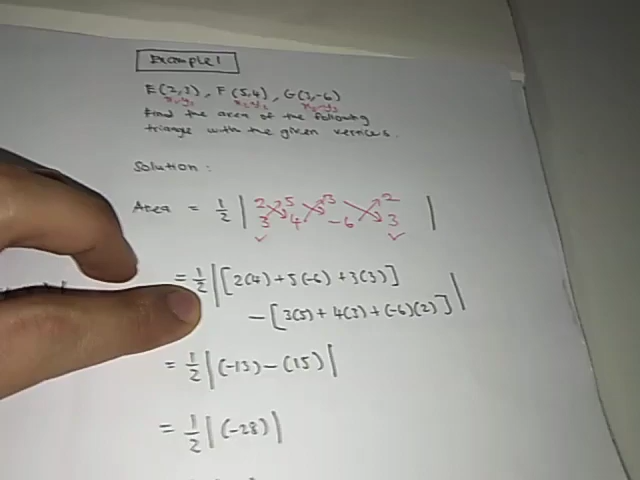 Example 1
E(2,3), F(5,4), G(3,-6)
x₁ y₁ x₂ y₂ x₃ y₃
Find the area of the following
triangle with the given vertices.
Solution:
Area = 1/2 | 2 5 3 2
3 4 -6 3 |
= 1/2 | [2(4)+5(-6)+3(3)]
- [3(5)+4(3)+(-6)(2)] |
= 1/2 | (-13) - (15) |
= 1/2 | (-28) |